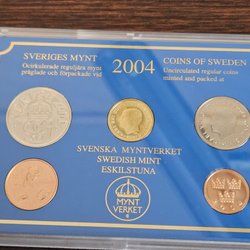 SVERIGES MYNT
Ocirkulerade reguljära mynt
präglade och förpackade vid
2004
COINS OF SWEDEN
Uncirculated regular coins
minted and packed at
SVENSKA MYNTVERKET
SWEDISH MINT
ESKILSTUNA
MYNT
VERKET